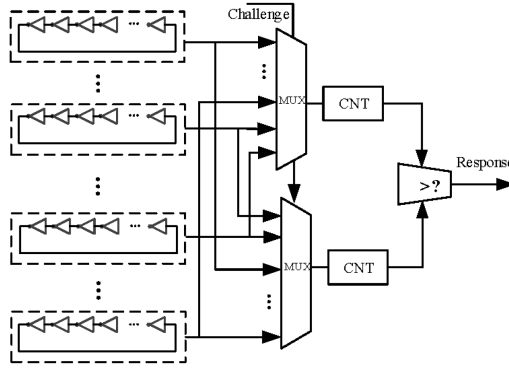 Challenge
MUX
CNT
Response
>?
MUX
CNT